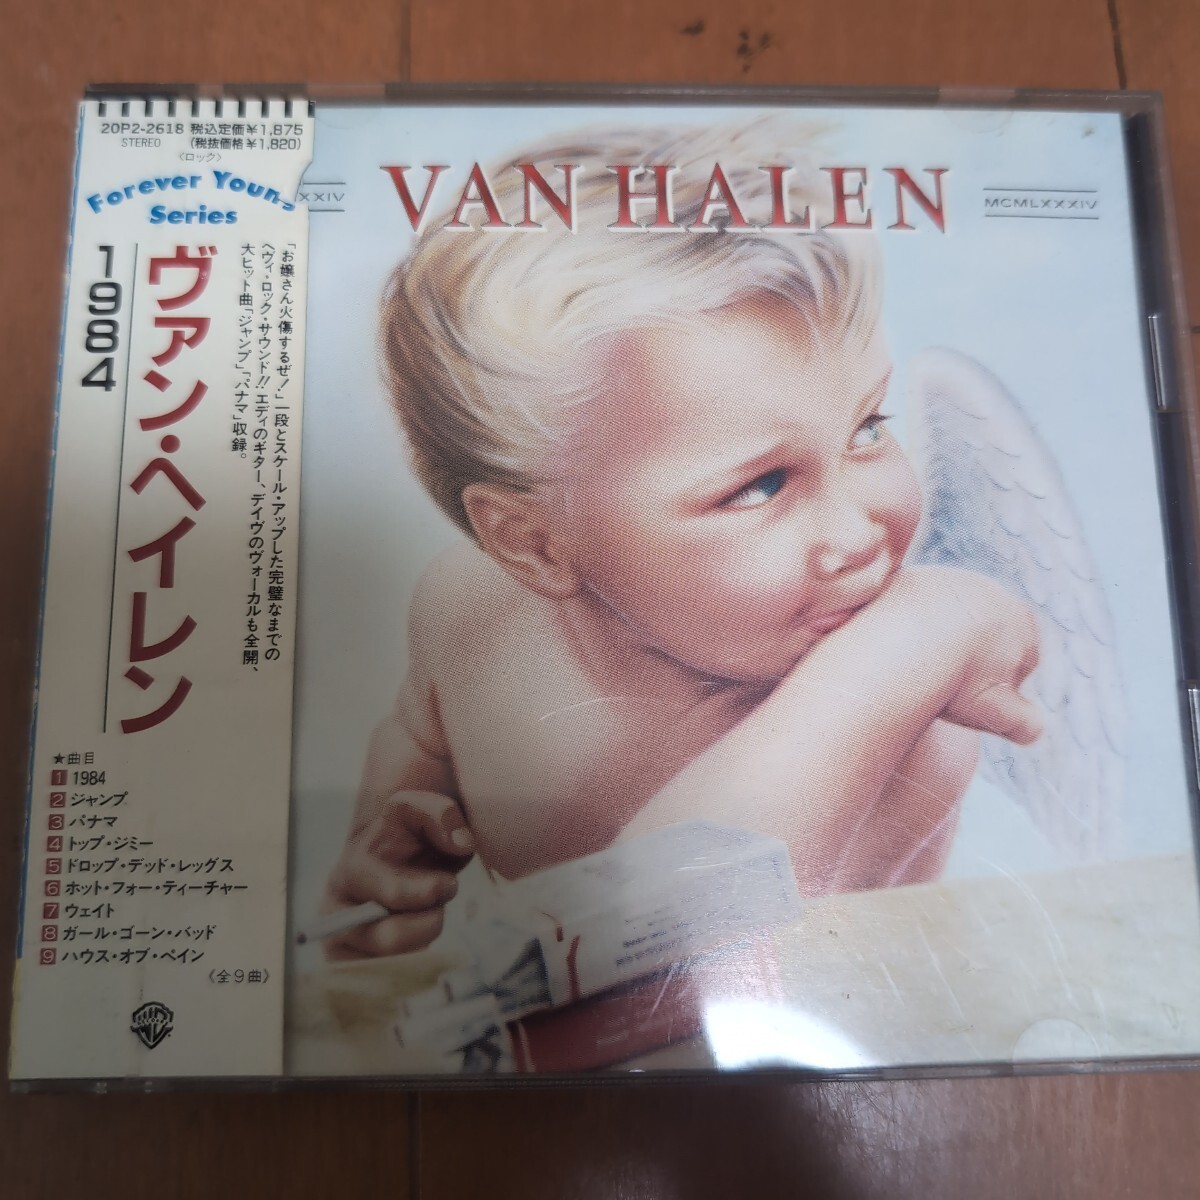 20P2-2618 税込定価¥1,875
STEREO (税抜価格¥1,820)
〈ロック〉
Forever Young
Series
ヴァン・ヘイレン
1984
「お嬢さん火傷するぜ!」一段とスケール・アップした完璧なまでの
ヘヴィ・ロック・サウンド!!エディのギター、デイヴのヴォーカルも全開、
大ヒット曲「ジャンプ」「パナマ」収録。
★曲目
1 1984
2 ジャンプ
3 パナマ
4 トップ・ジミー
5 ドロップ・デッド・レッグス
6 ホット・フォー・ティーチャー
7 ウェイト
8 ガール・ゴーン・バッド
9 ハウス・オブ・ペイン
《全9曲》
XXIV
VAN HALEN
MCMLXXXIV